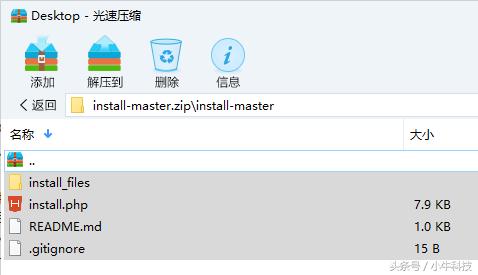 Desktop - 光速压缩
添加 解压到 删除 信息
返回 install-master.zip\install-master
名称 大小
..
install_files
install.php 7.9 KB
README.md 1.0 KB
.gitignore 15 B
头条号 / 小牛科技